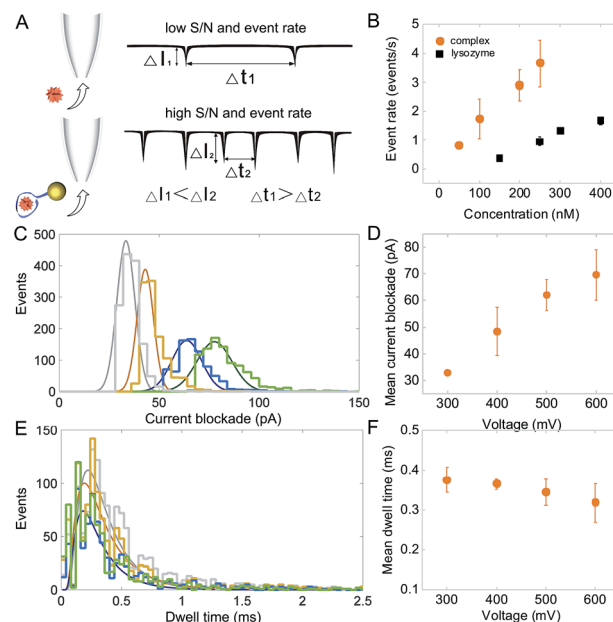 A
low S/N and event rate
△I₁
△t₁
high S/N and event rate
△I₂
△t₂
△I₁<△I₂ △t₁>△t₂
B
complex
lysozyme
Event rate (events/s)
6
5
4
3
2
1
0
0 100 200 300 400
Concentration (nM)
C
Events
500
400
300
200
100
0
0 50 100 150
Current blockade (pA)
D
Mean current blockade (pA)
80
70
60
50
40
30
300 400 500 600
Voltage (mV)
E
Events
150
100
50
0
0 0.5 1 1.5 2 2.5
Dwell time (ms)
F
Mean dwell time (ms)
0.5
0.4
0.3
0.2
0.1
300 400 500 600
Voltage (mV)